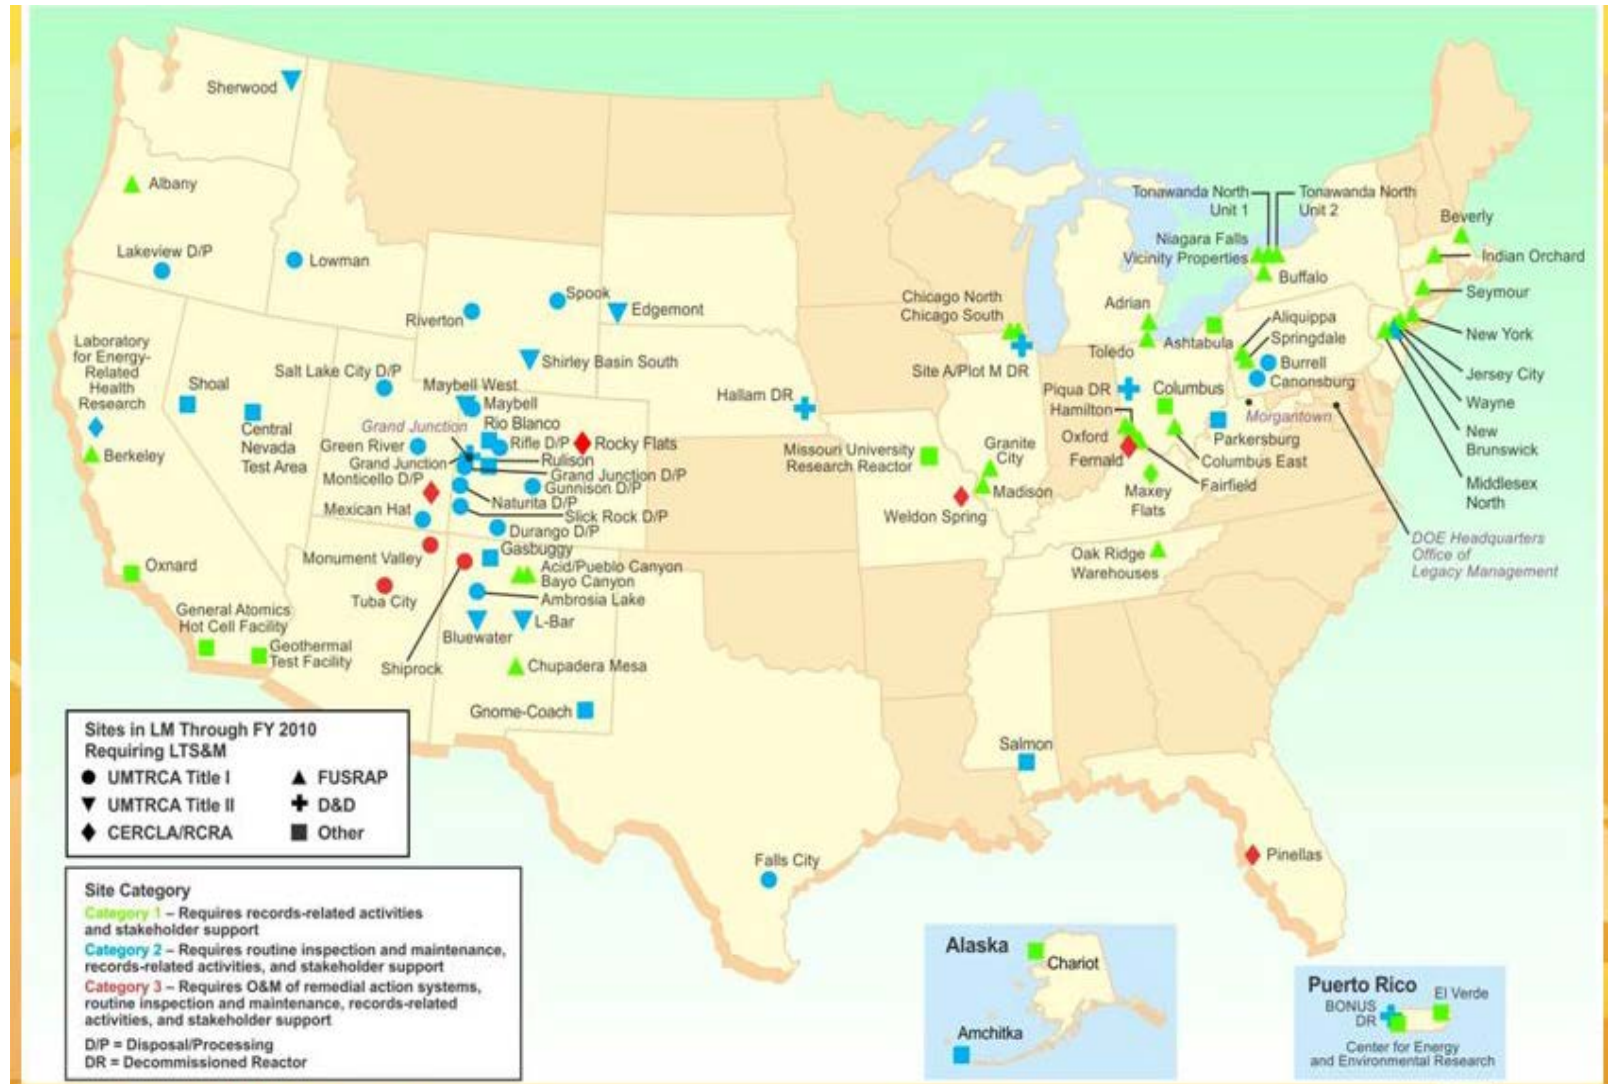 Sherwood
Albany
Lakeview D/P
Lowman
Laboratory
for Energy-
Related
Health
Research
Berkeley
Shoal
Central
Nevada
Test Area
Oxnard
General Atomics
Hot Cell Facility
Geothermal
Test Facility
Riverton
Spook
Edgemont
Shirley Basin South
Salt Lake City D/P
Maybell West
Maybell
Rio Blanco
Grand Junction
Green River
Rifle D/P
Rocky Flats
Grand Junction
Rulison
Grand Junction D/P
Monticello D/P
Gunnison D/P
Naturita D/P
Mexican Hat
Slick Rock D/P
Durango D/P
Monument Valley
Gasbuggy
Acid/Pueblo Canyon
Bayo Canyon
Tuba City
Ambrosia Lake
Bluewater
L-Bar
Shiprock
Chupadera Mesa
Gnome-Coach
Hallam DR
Falls City
Missouri University
Research Reactor
Weldon Spring
Granite
City
Madison
Chicago North
Chicago South
Site A/Plot M DR
Salmon
Adrian
Toledo
Ashtabula
Piqua DR
Columbus
Hamilton
Oxford
Fernald
Parkersburg
Columbus East
Fairfield
Maxey
Flats
Oak Ridge
Warehouses
Tonawanda North
Unit 1
Tonawanda North
Unit 2
Niagara Falls
Vicinity Properties
Buffalo
Aliquippa
Springdale
Burrell
Canonsburg
Morgantown
Beverly
Indian Orchard
Seymour
New York
Jersey City
Wayne
New
Brunswick
Middlesex
North
DOE Headquarters
Office of
Legacy Management
Pinellas
Sites in LM Through FY 2010
Requiring LTS&M
UMTRCA Title I
UMTRCA Title II
CERCLA/RCRA
FUSRAP
D&D
Other
Site Category
Category 1 – Requires records-related activities
and stakeholder support
Category 2 – Requires routine inspection and maintenance,
records-related activities, and stakeholder support
Category 3 – Requires O&M of remedial action systems,
routine inspection and maintenance, records-related
activities, and stakeholder support
D/P = Disposal/Processing
DR = Decommissioned Reactor
Alaska
Chariot
Amchitka
Puerto Rico
El Verde
BONUS
DR
Center for Energy
and Environmental Research